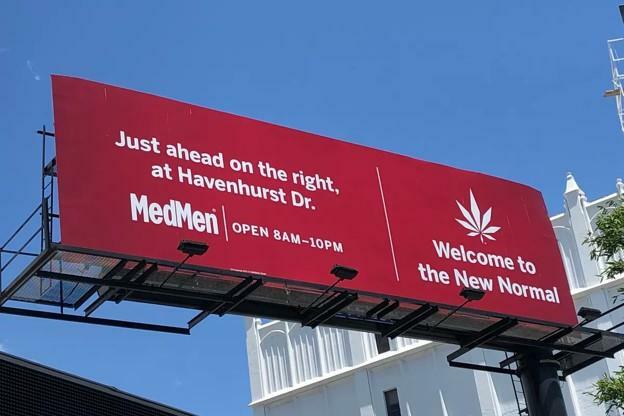 Just ahead on the right,
at Havenhurst Dr.
MedMen
OPEN 8AM–10PM
Welcome to
the New Normal